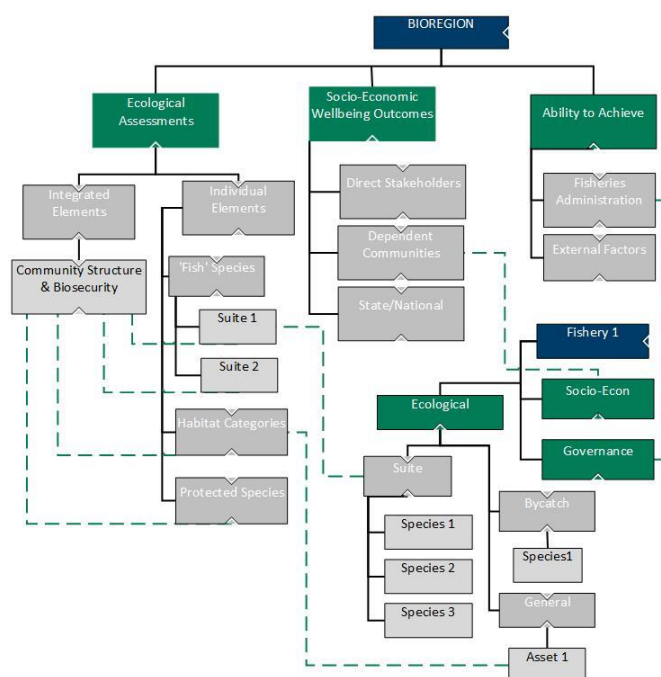 BIOREGION
Ecological
Assessments
Socio-Economic
Wellbeing Outcomes
Ability to Achieve
Integrated
Elements
Individual
Elements
Direct Stakeholders
Fisheries
Administration
Community Structure
& Biosecurity
'Fish' Species
Dependent
Communities
External Factors
Suite 1
State/National
Suite 2
Fishery 1
Habitat Categories
Ecological
Socio-Econ
Governance
Protected Species
Suite
Bycatch
Species 1
Species1
Species 2
Species 3
General
Asset 1